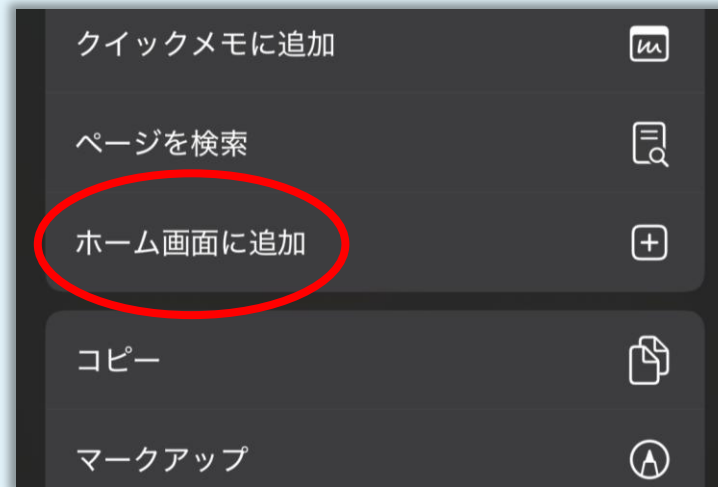 クイックメモに追加
ページを検索
ホーム画面に追加
コピー
マークアップ